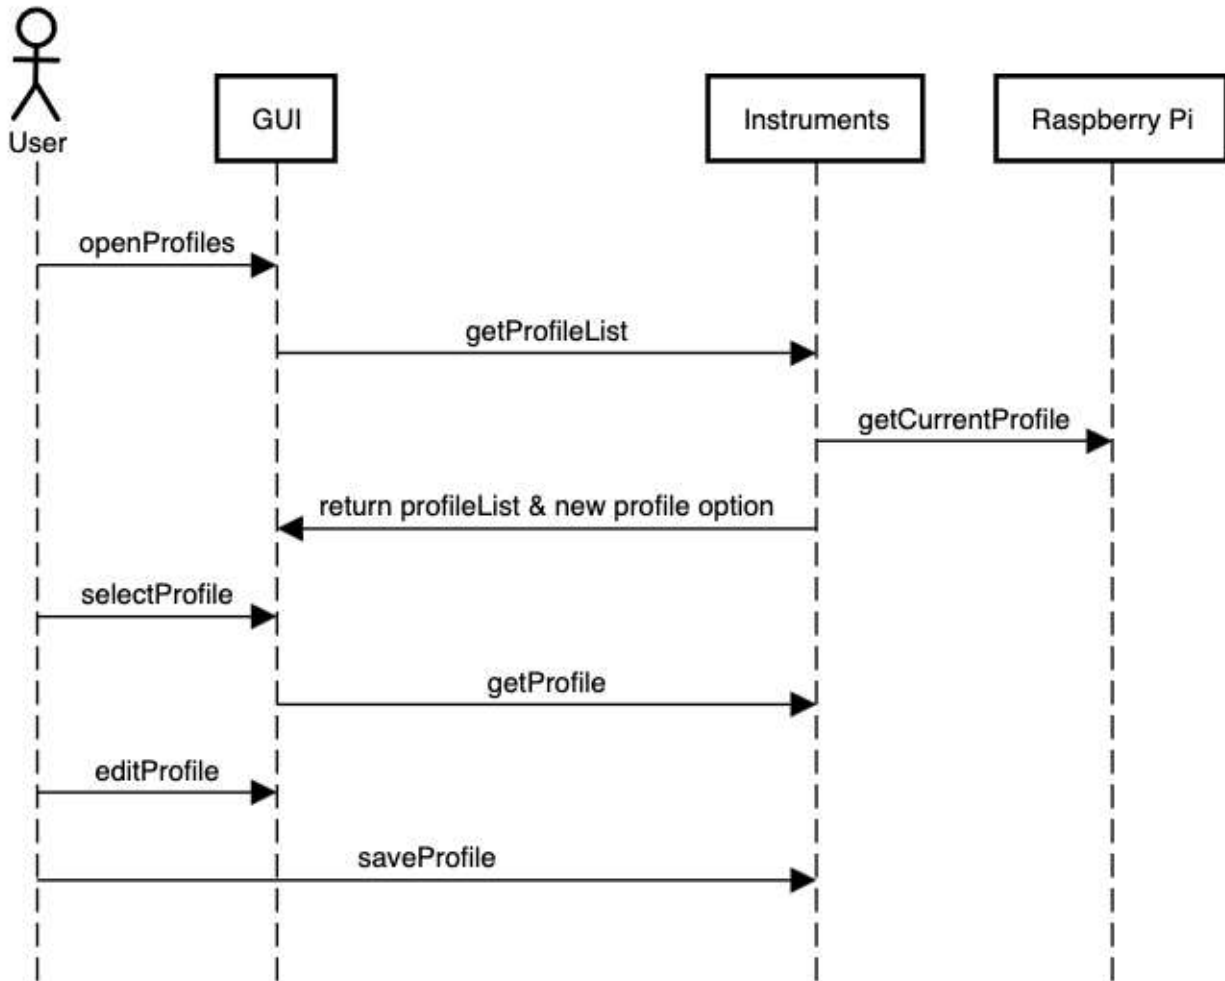 User
GUI
Instruments
Raspberry Pi
openProfiles
getProfileList
getCurrentProfile
return profileList & new profile option
selectProfile
getProfile
editProfile
saveProfile